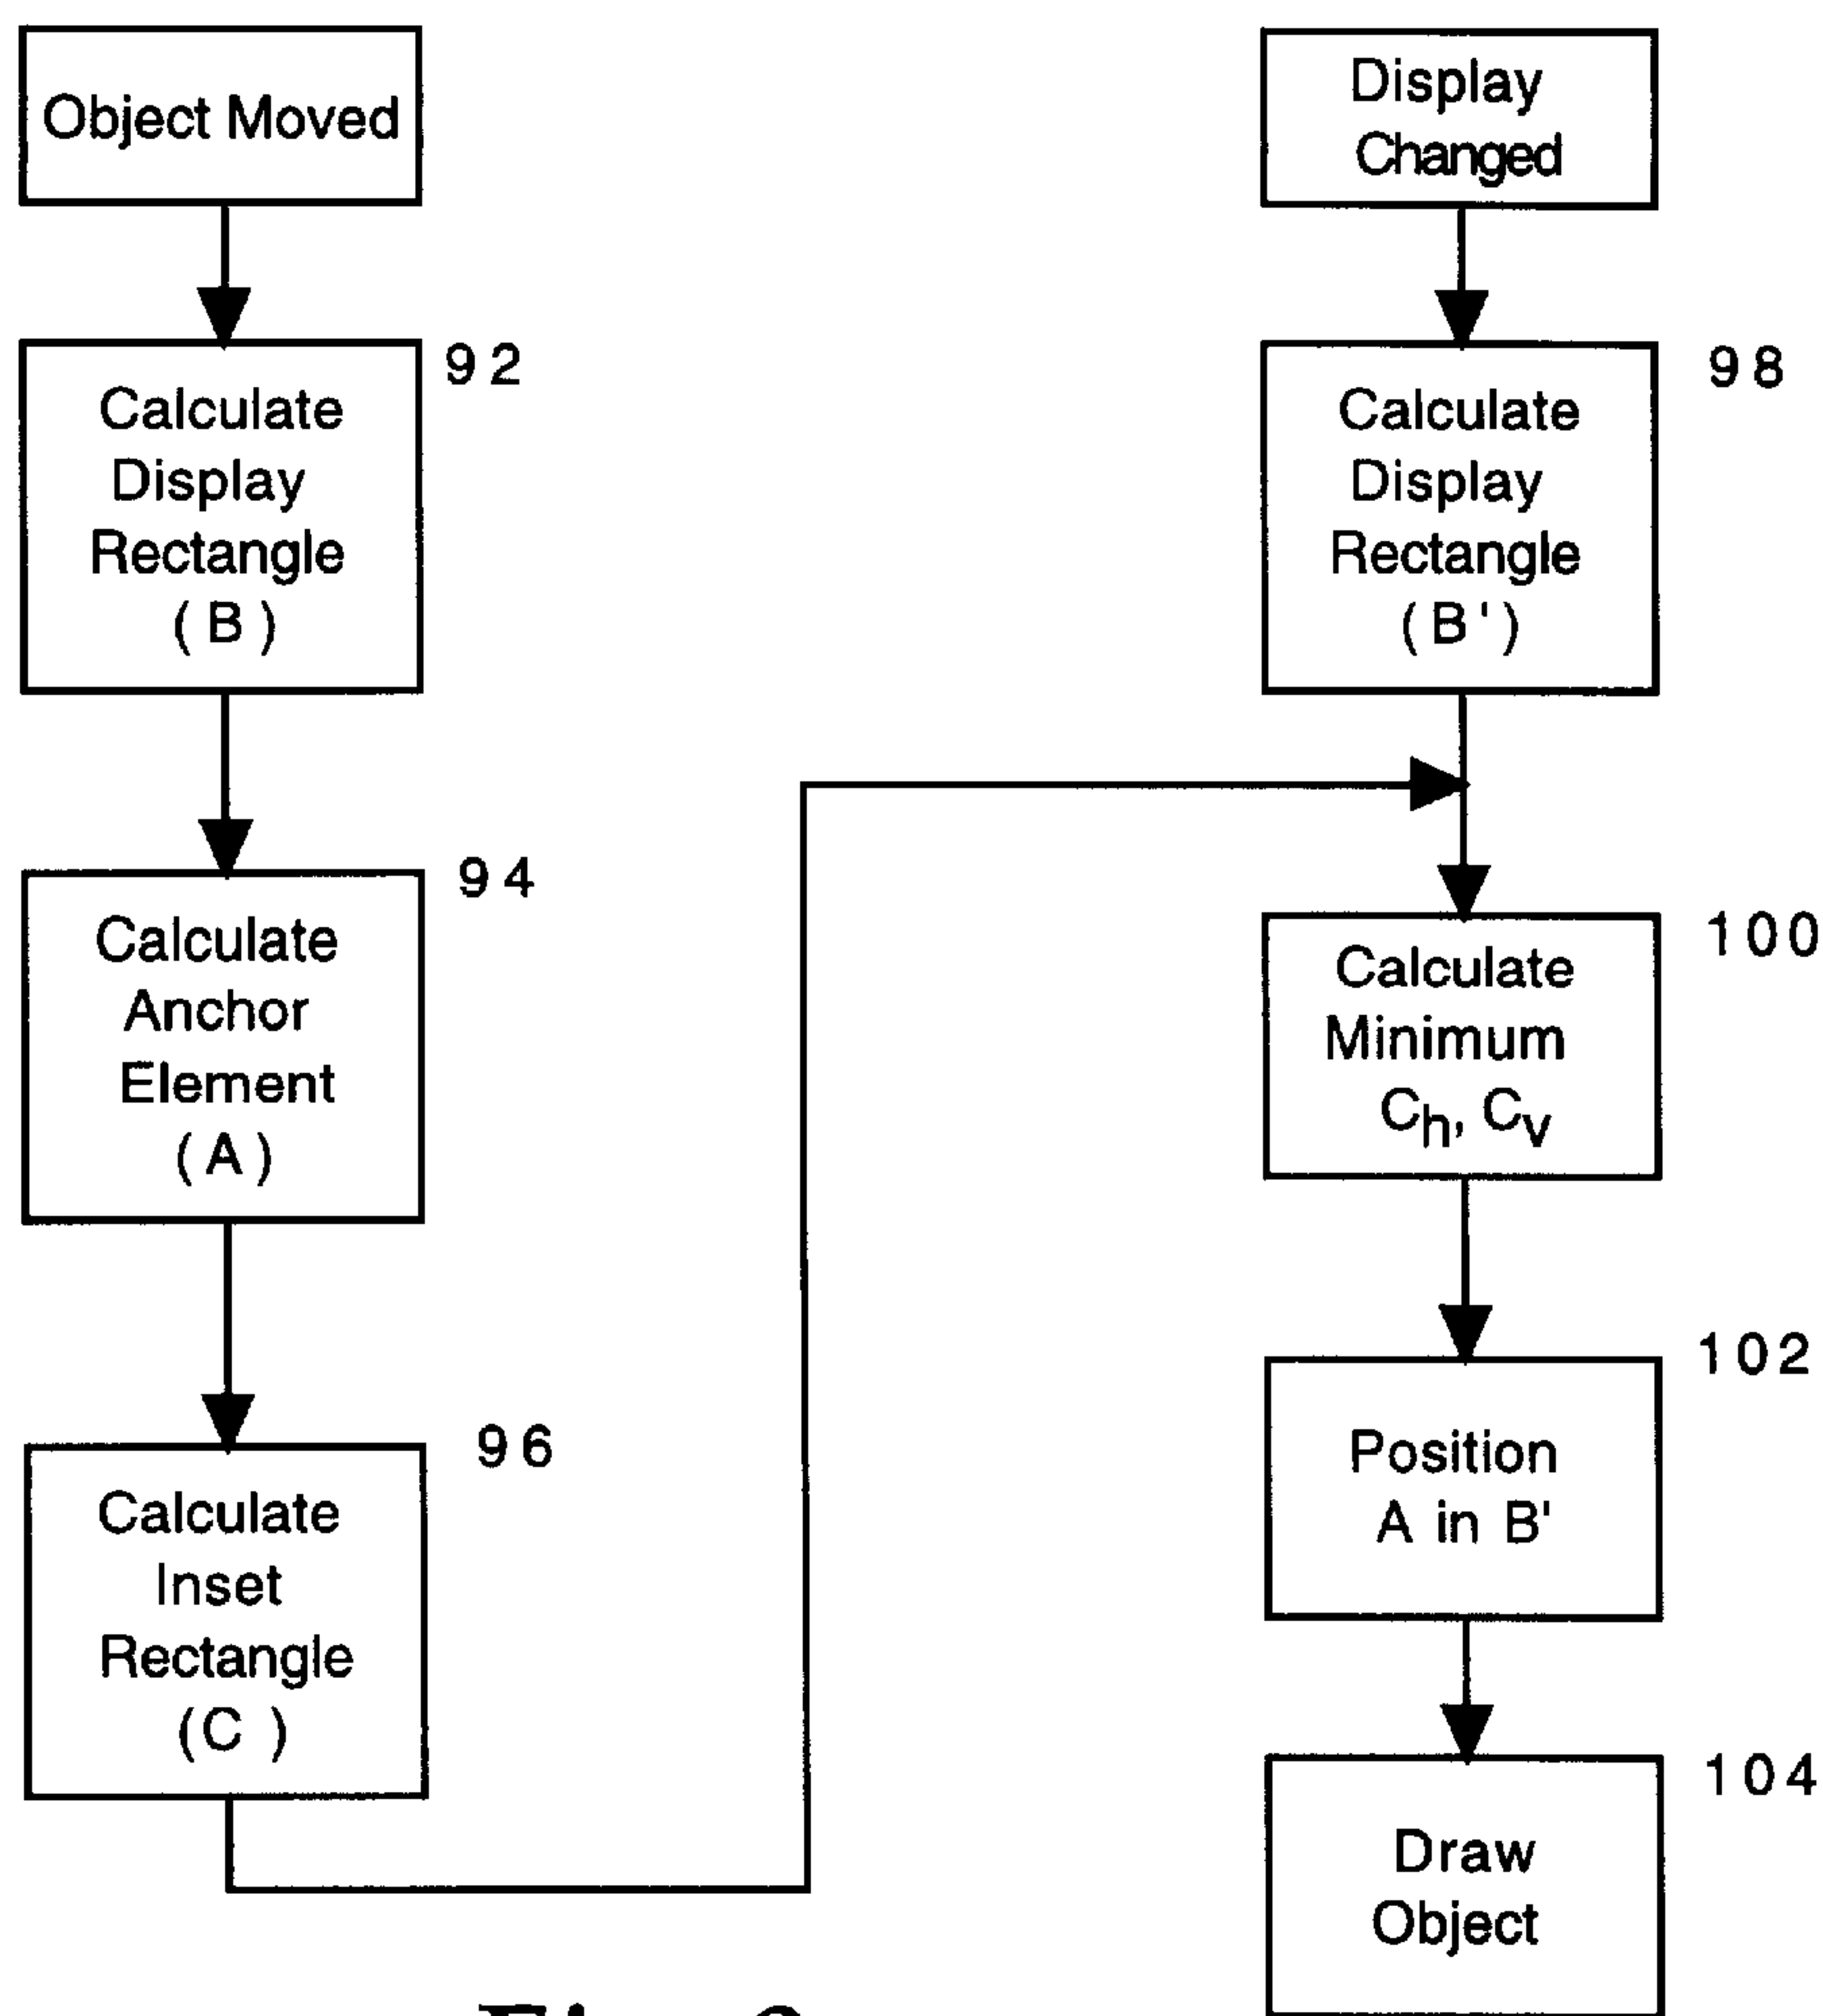 Object Moved
92
Calculate
Display
Rectangle
(B)
94
Calculate
Anchor
Element
(A)
96
Calculate
Inset
Rectangle
(C )
Display
Changed
98
Calculate
Display
Rectangle
(B')
100
Calculate
Minimum
Ch, Cv
102
Position
A in B'
104
Draw
Object